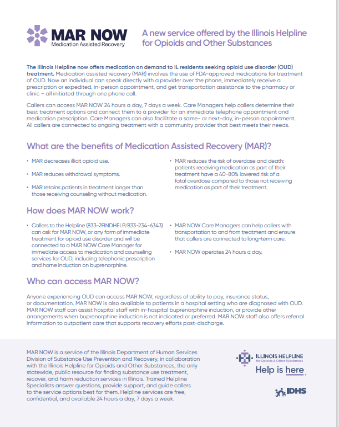 MAR NOW
Medication Assisted Recovery
A new service offered by the Illinois Helpline
for Opioids and Other Substances
The Illinois Helpline now offers medication on demand to IL residents seeking opioid use disorder (OUD)
treatment. Medication assisted recovery (MAR) involves the use of FDA-approved medications for treatment
of OUD. Now an individual can speak directly with a provider over the phone, immediately receive a
prescription or expedited, in-person appointment, and get transportation assistance to the pharmacy or
clinic – all initiated through one phone call.
Callers can access MAR NOW 24 hours a day, 7 days a week. Care Managers help callers determine their
best treatment options and connect them to a provider for an immediate telephone appointment and
medication prescription. Care Managers can also facilitate a same- or next-day, in-person appointment.
All callers are connected to ongoing treatment with a community provider that best meets their needs.
What are the benefits of Medication Assisted Recovery (MAR)?
• MAR decreases illicit opioid use.
• MAR reduces withdrawal symptoms.
• MAR retains patients in treatment longer than
those receiving counseling without medication.
• MAR reduces the risk of overdose and death:
patients receiving medication as part of their
treatment have a 40-80% lowered risk of a
fatal overdose compared to those not receiving
medication as part of their treatment.
How does MAR NOW work?
• Callers to the Helpline (833-2FINDHELP/833-234-6343)
can ask for MAR NOW, or any form of immediate
treatment for opioid use disorder and will be
connected to a MAR NOW Care Manager for
immediate access to medication and counseling
services for OUD, including telephonic prescription
and home induction on buprenorphine.
• MAR NOW Care Managers can help callers with
transportation to and from treatment and ensure
that callers are connected to long-term care.
• MAR NOW operates 24 hours a day.
Who can access MAR NOW?
Anyone experiencing OUD can access MAR NOW, regardless of ability to pay, insurance status,
or documentation. MAR NOW is also available to patients in a hospital setting who are diagnosed with OUD.
MAR NOW staff can assist hospital staff with in-hospital buprenorphine induction, or provide other
arrangements when buprenorphine induction is not indicated or preferred. MAR NOW staff also offers referral
information to outpatient care that supports recovery efforts post-discharge.
MAR NOW is a service of the Illinois Department of Human Services
Division of Substance Use Prevention and Recovery, in collaboration
with the Illinois Helpline for Opioids and Other Substances, the only
statewide, public resource for finding substance use treatment,
recovery, and harm reduction services in Illinois. Trained Helpline
Specialists answer questions, provide support, and guide callers
to the service options best for them. Helpline services are free,
confidential, and available 24 hours a day, 7 days a week.
ILLINOIS HELPLINE
for Opioids & Other Substances
Help is here
IDHS